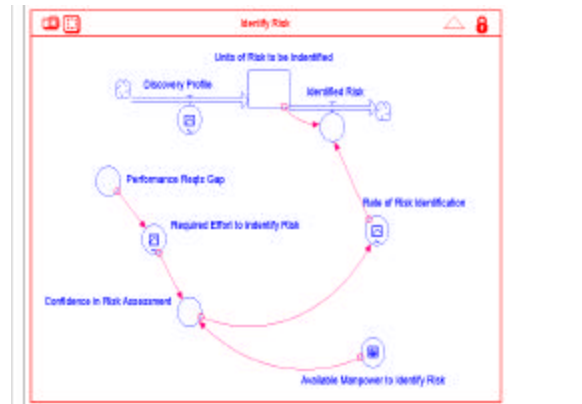 Identify Risk
Units of Risk to be Indentified
Discovery Profile
Identified Risk
Performance Reqts Gap
Rate of Risk Identification
Required Effort to Indentify Risk
Confidence in Risk Assessment
Available Manpower to Identify Risk